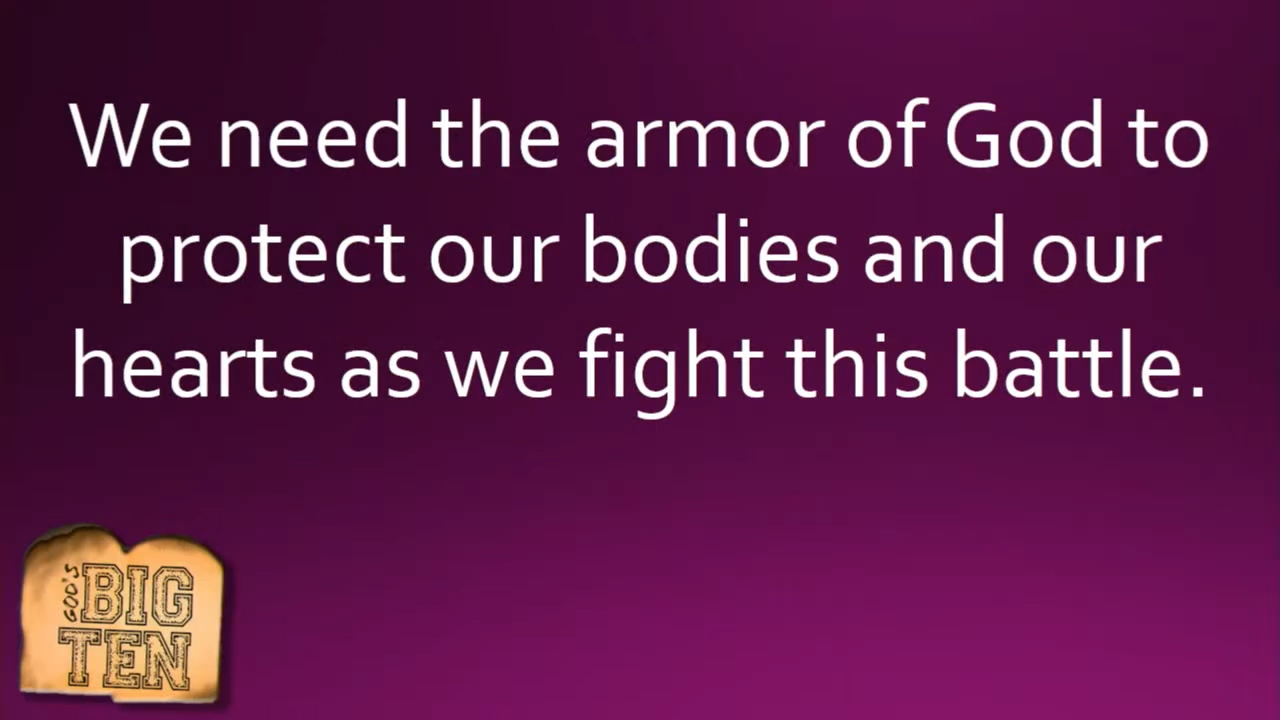 We need the armor of God to
protect our bodies and our
hearts as we fight this battle.
GOD'S
BIG
TEN